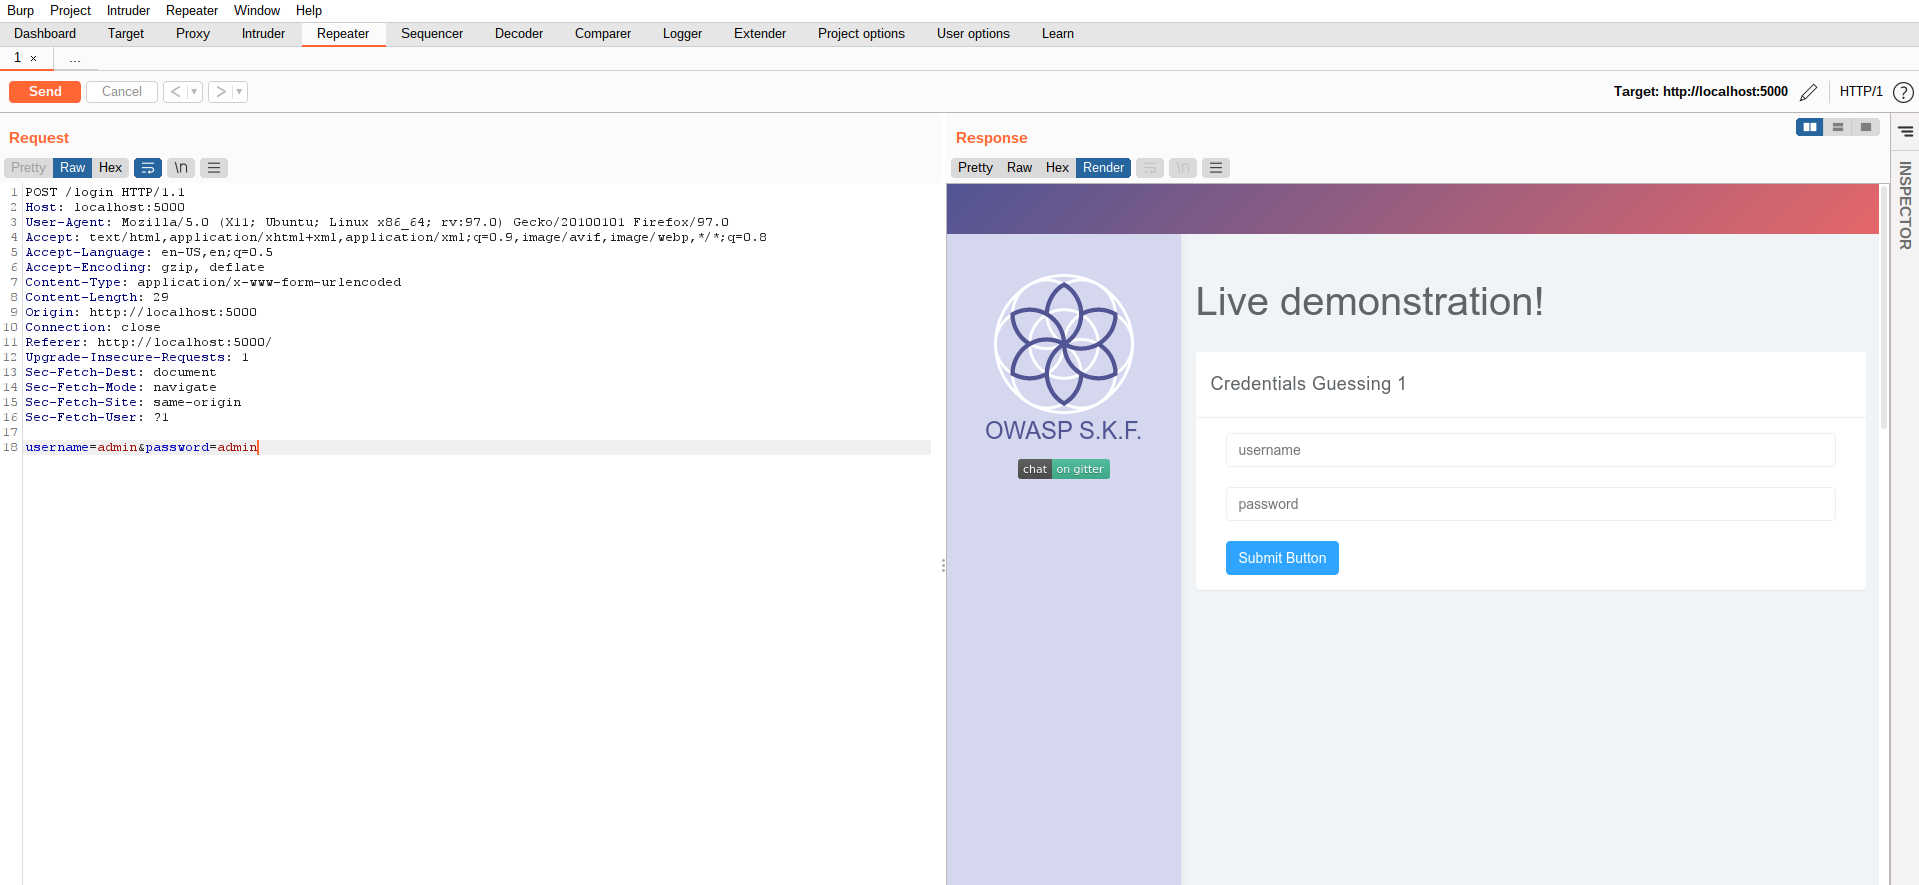 Burp Project Intruder Repeater Window Help
Dashboard Target Proxy Intruder Repeater Sequencer Decoder Comparer Logger Extender Project options User options Learn
1 × ...
Send Cancel < > Target: http://localhost:5000 HTTP/1 ?
Request
Pretty Raw Hex \n
1 POST /login HTTP/1.1
2 Host: localhost:5000
3 User-Agent: Mozilla/5.0 (X11; Ubuntu; Linux x86_64; rv:97.0) Gecko/20100101 Firefox/97.0
4 Accept: text/html,application/xhtml+xml,application/xml;q=0.9,image/avif,image/webp,*/*;q=0.8
5 Accept-Language: en-US,en;q=0.5
6 Accept-Encoding: gzip, deflate
7 Content-Type: application/x-www-form-urlencoded
8 Content-Length: 29
9 Origin: http://localhost:5000
10 Connection: close
11 Referer: http://localhost:5000/
12 Upgrade-Insecure-Requests: 1
13 Sec-Fetch-Dest: document
14 Sec-Fetch-Mode: navigate
15 Sec-Fetch-Site: same-origin
16 Sec-Fetch-User: ?1
17
18 username=admin&password=admin
Response
Pretty Raw Hex Render \n
OWASP S.K.F.
chat on gitter
Live demonstration!
Credentials Guessing 1
username
password
Submit Button
INSPECTOR